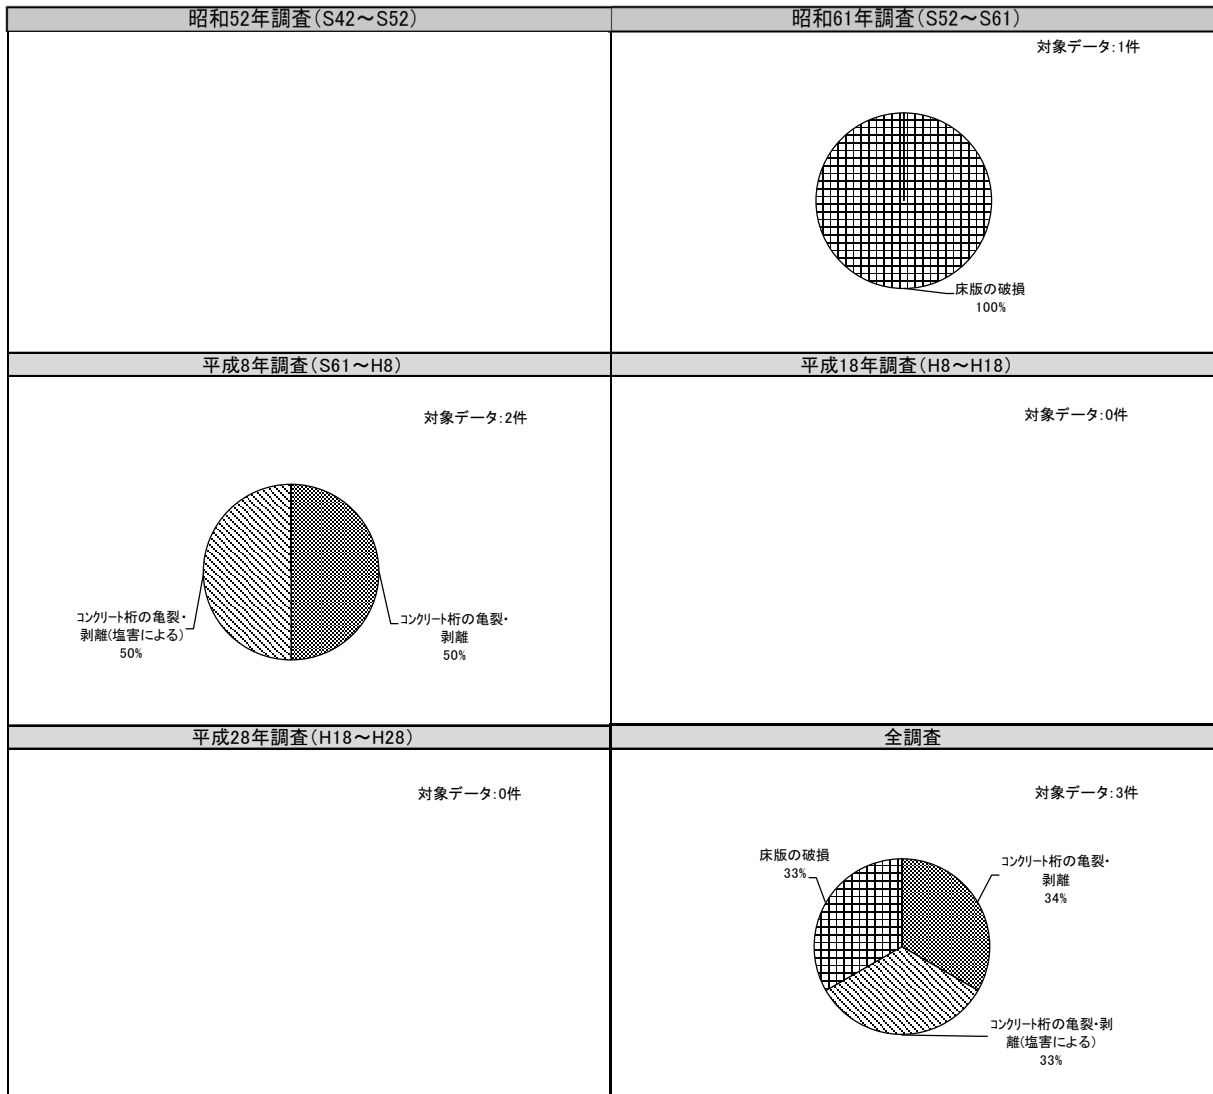 昭和52年調査(S42～S52)
昭和61年調査(S52～S61)
対象データ:1件
床版の破損
100%
平成8年調査(S61～H8)
平成18年調査(H8～H18)
対象データ:2件
対象データ:0件
コンクリート桁の亀裂・
剥離(塩害による)
50%
コンクリート桁の亀裂・
剥離
50%
平成28年調査(H18～H28)
全調査
対象データ:0件
対象データ:3件
床版の破損
33%
コンクリート桁の亀裂・
剥離
34%
コンクリート桁の亀裂・剥
離(塩害による)
33%